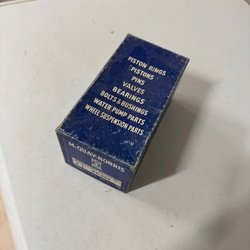 PISTON RINGS
PISTONS
PINS
VALVES
BEARINGS
BOLTS & BUSHINGS
WATER PUMP PARTS
WHEEL SUSPENSION PARTS
McQUAY-NORRIS